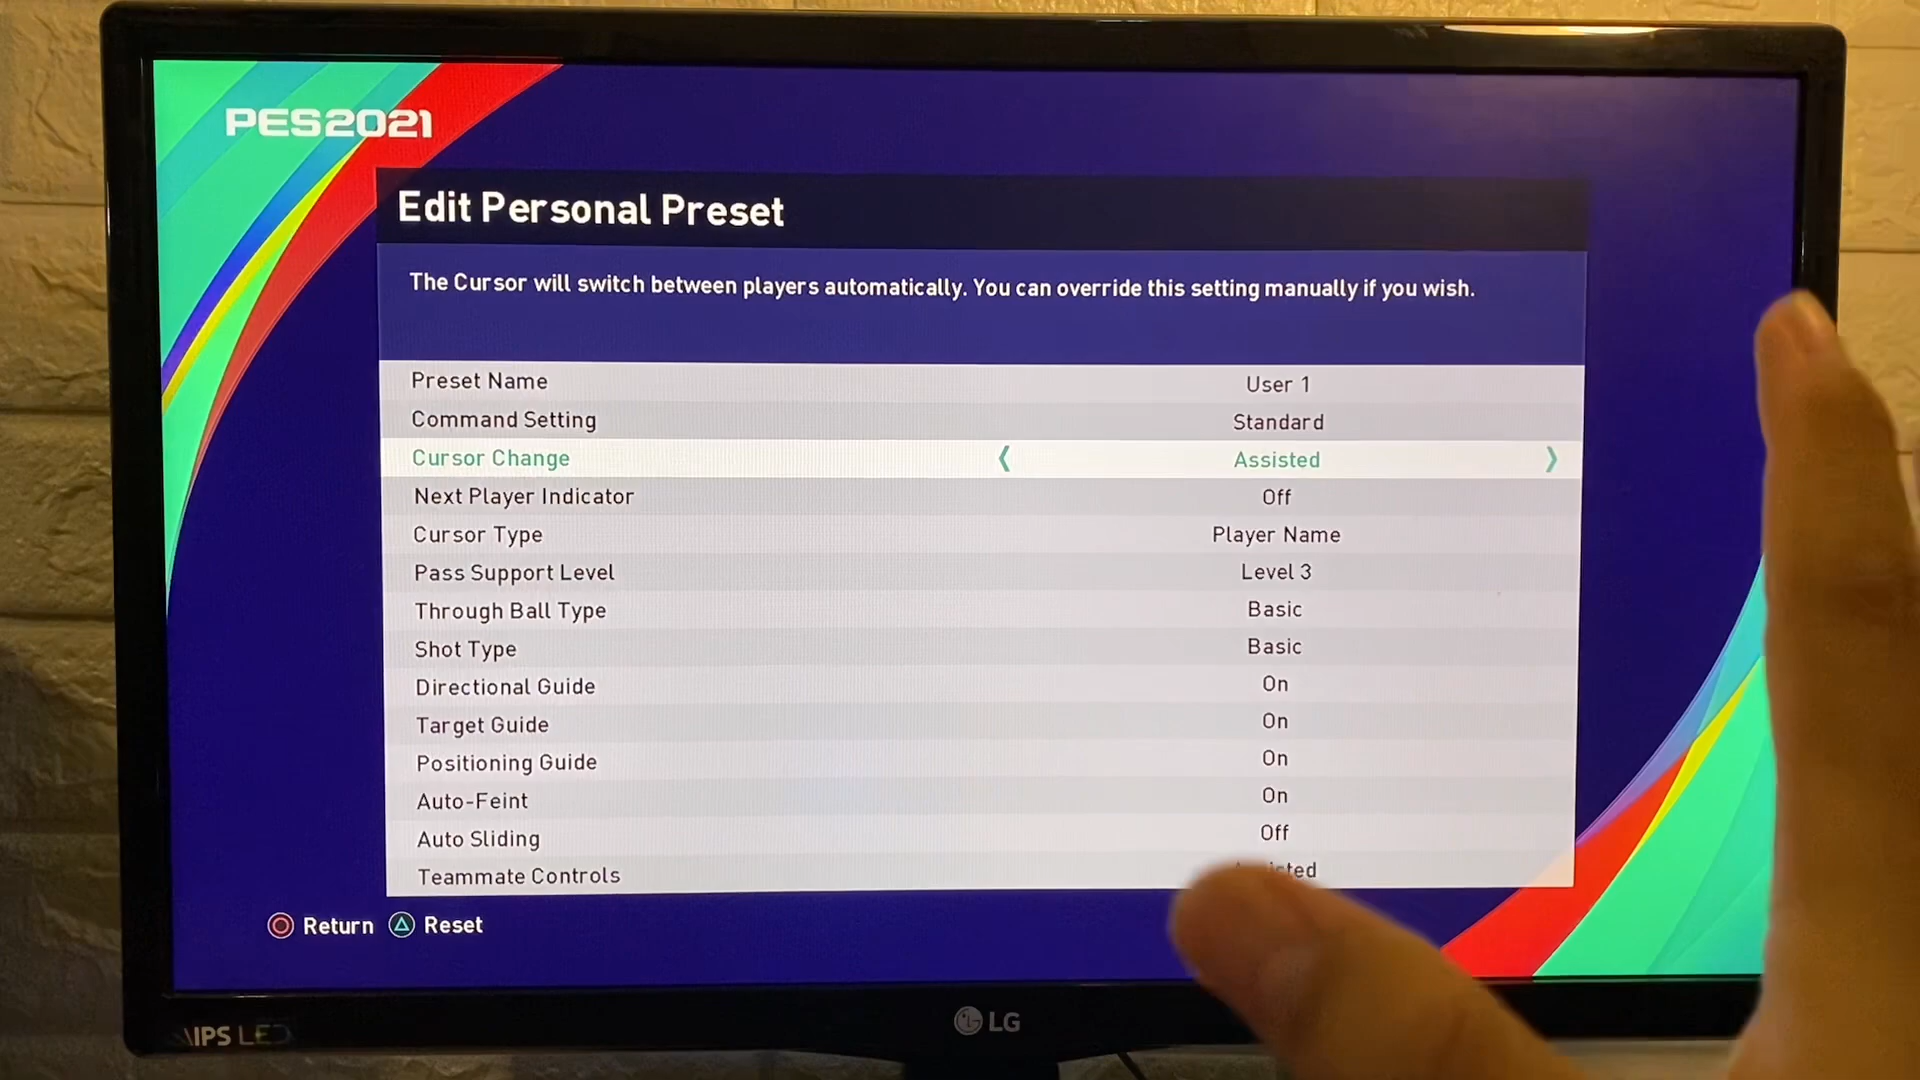 PES2021
Edit Personal Preset
The Cursor will switch between players automatically. You can override this setting manually if you wish.
Preset Name User 1
Command Setting Standard
Cursor Change Assisted
Next Player Indicator Off
Cursor Type Player Name
Pass Support Level Level 3
Through Ball Type Basic
Shot Type Basic
Directional Guide On
Target Guide On
Positioning Guide On
Auto-Feint On
Auto Sliding Off
Teammate Controls
Return Reset
IPS LED
LG